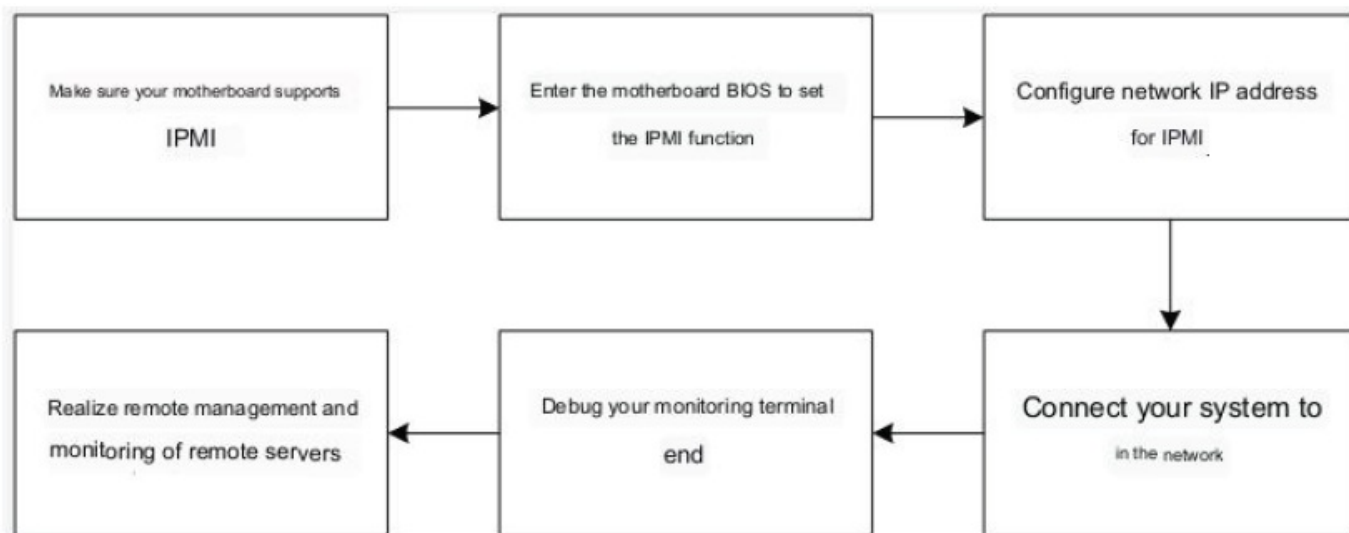 Make sure your motherboard supports
IPMI
Enter the motherboard BIOS to set
the IPMI function
Configure network IP address
for IPMI
Connect your system to
in the network
Debug your monitoring terminal
end
Realize remote management and
monitoring of remote servers